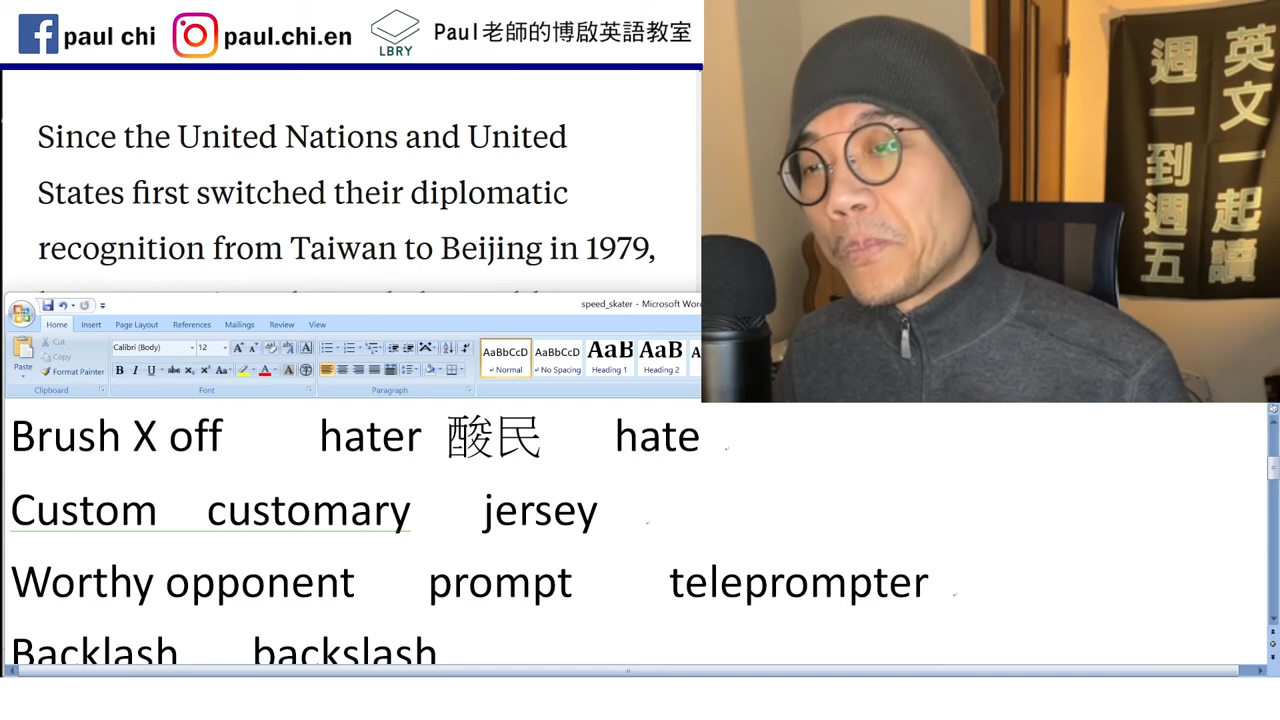 paul chi
paul.chi.en
LBRY
Paul老師的博啟英語教室
英文一起讀
週一到週五
Since the United Nations and United
States first switched their diplomatic
recognition from Taiwan to Beijing in 1979,
speed_skater - Microsoft Word
Home Insert Page Layout References Mailings Review View
Paste
Cut
Copy
Format Painter
Calibri (Body) 12
AaBbCcD AaBbCcD AaB AaB
Normal No Spacing Heading 1 Heading 2
Clipboard Font Paragraph
Brush X off hater 酸民 hate
Custom customary jersey
Worthy opponent prompt teleprompter
Backlash backslash